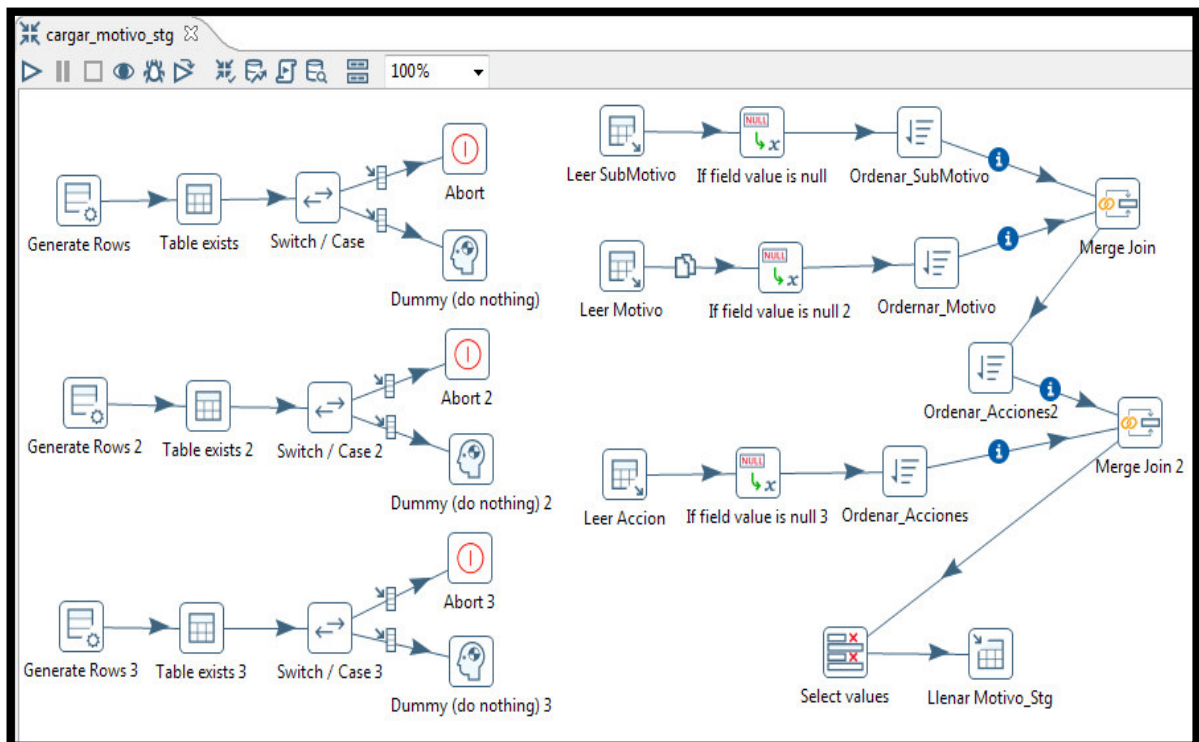 cargar_motivo_stg
100%
Generate Rows
Table exists
Switch / Case
Abort
Dummy (do nothing)
Generate Rows 2
Table exists 2
Switch / Case 2
Abort 2
Dummy (do nothing) 2
Generate Rows 3
Table exists 3
Switch / Case 3
Abort 3
Dummy (do nothing) 3
Leer SubMotivo
NULL
x
If field value is null
Ordenar_SubMotivo
i
Merge Join
Leer Motivo
NULL
x
If field value is null 2
Ordernar_Motivo
i
Ordenar_Acciones2
i
Merge Join 2
Leer Accion
NULL
x
If field value is null 3
Ordenar_Acciones
i
Select values
Llenar Motivo_Stg